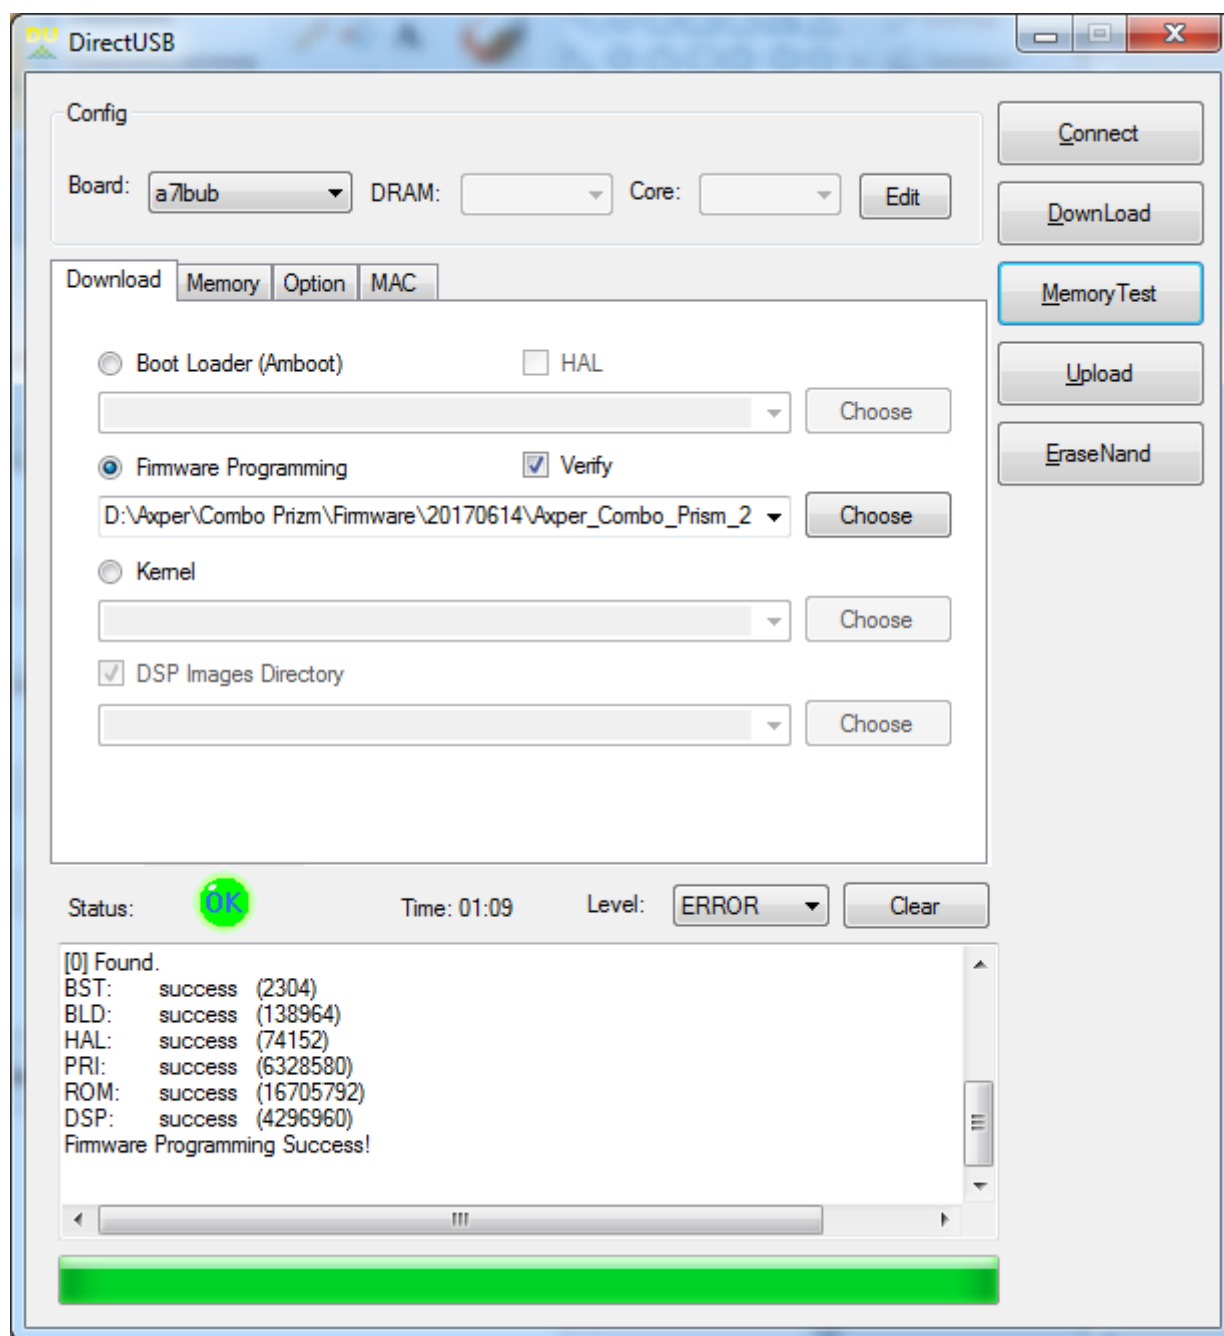 DU DirectUSB
Config
Board: a7lbub DRAM: Core: Edit
Connect
DownLoad
MemoryTest
Upload
EraseNand
Download Memory Option MAC
Boot Loader (Amboot) HAL
Choose
Firmware Programming Verify
D:\Axper\Combo Prizm\Firmware\20170614\Axper_Combo_Prism_2 Choose
Kernel
Choose
DSP Images Directory
Choose
Status: OK Time: 01:09 Level: ERROR Clear
[0] Found.
BST: success (2304)
BLD: success (138964)
HAL: success (74152)
PRI: success (6328580)
ROM: success (16705792)
DSP: success (4296960)
Firmware Programming Success!